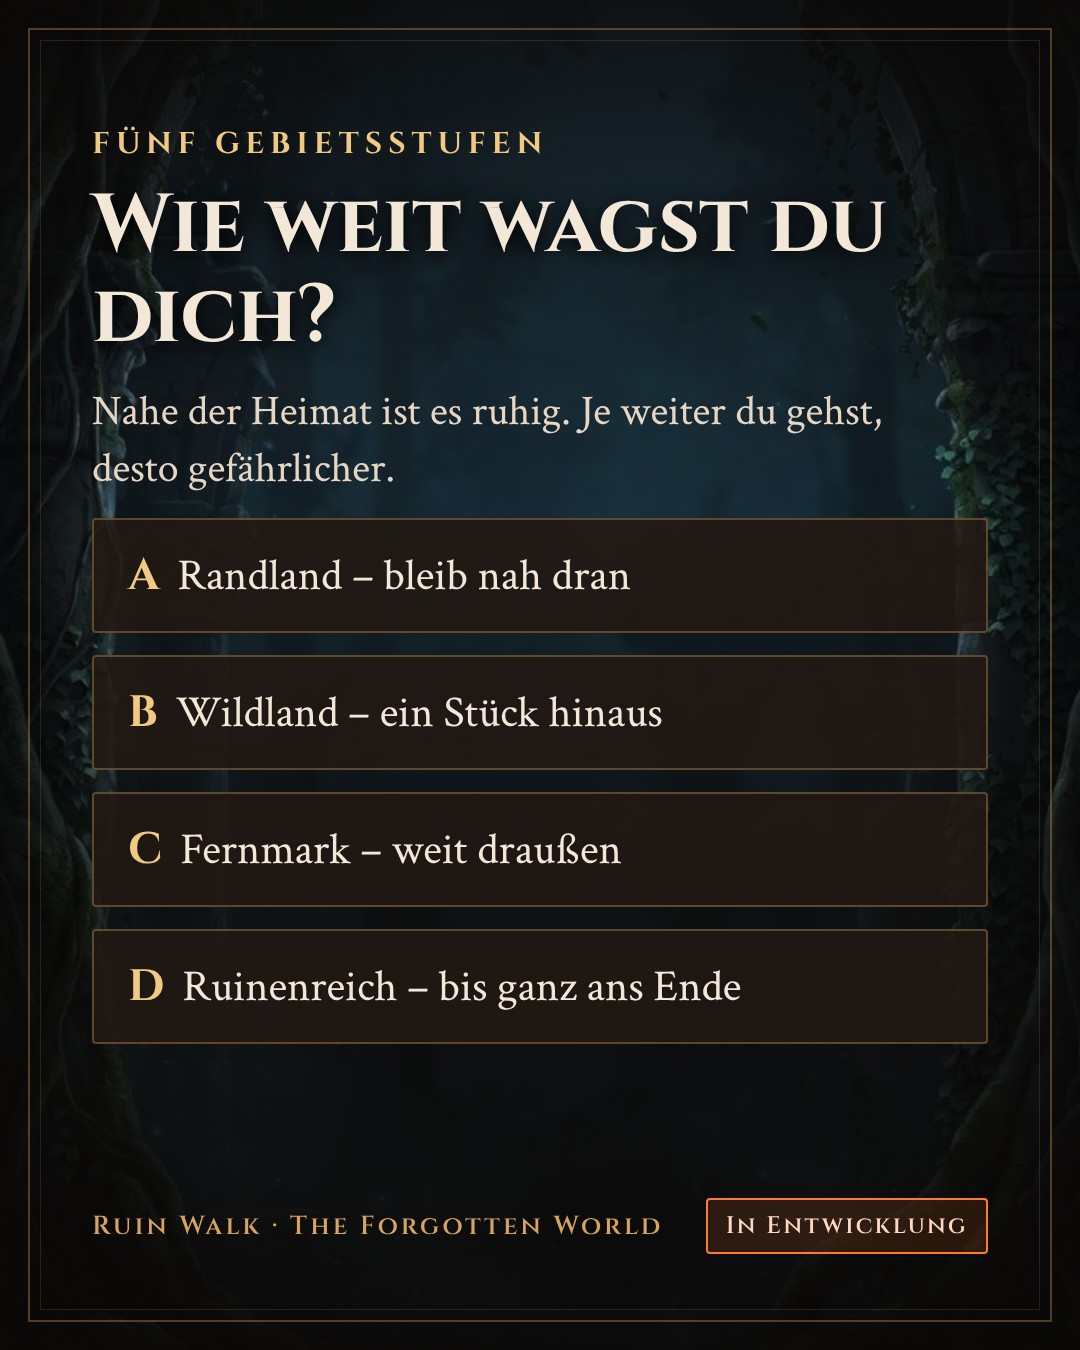 FÜNF GEBIETSSTUFEN
Wie weit wagst du
dich?
Nahe der Heimat ist es ruhig. Je weiter du gehst,
desto gefährlicher.
A Randland – bleib nah dran
B Wildland – ein Stück hinaus
C Fernmark – weit draußen
D Ruinenreich – bis ganz ans Ende
Ruin Walk · The Forgotten World
In Entwicklung